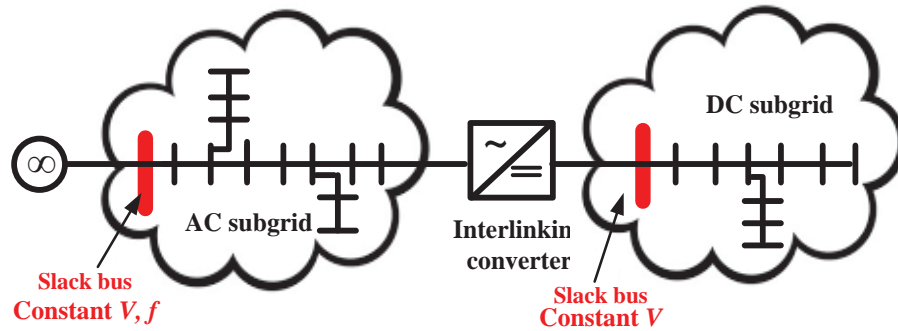 ∞
AC subgrid
Slack bus
Constant V, f
~
Interlinkin
converter
DC subgrid
Slack bus
Constant V